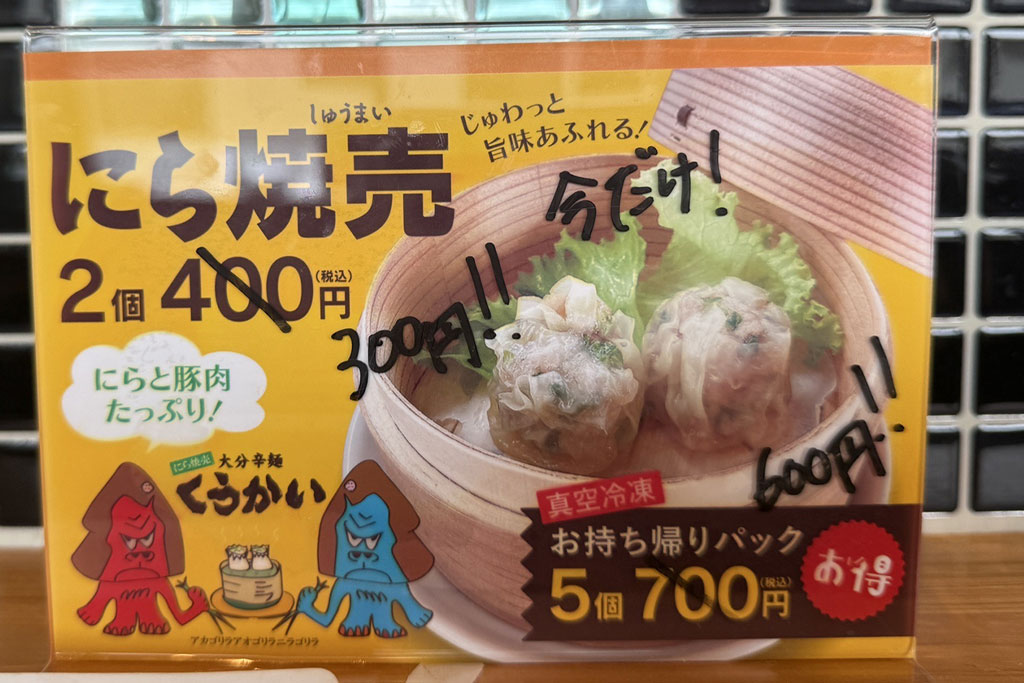 しゅうまい
にら焼売
じゅわっと
旨味あふれる!
今だけ!
2個 400円(税込)
300円!!
にらと豚肉
たっぷり!
にら焼売 大分辛麺
くうかい
600円!!
真空冷凍
お持ち帰りパック
5個 700円(税込)
お得
アカゴリラアオゴリラニラゴリラ